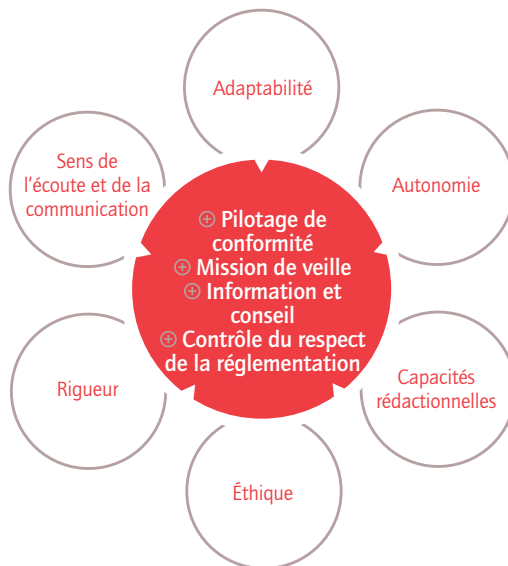 Adaptabilité
Sens de
l'écoute et de la
communication
Autonomie
⊕ Pilotage de
conformité
⊕ Mission de veille
⊕ Information et
conseil
⊕ Contrôle du respect
de la réglementation
Rigueur
Capacités
rédactionnelles
Éthique